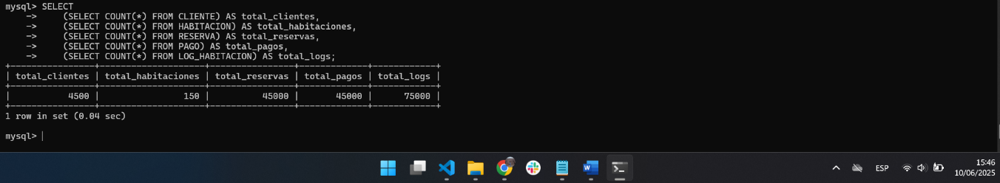 mysql> SELECT
    ->     (SELECT COUNT(*) FROM CLIENTE) AS total_clientes,
    ->     (SELECT COUNT(*) FROM HABITACION) AS total_habitaciones,
    ->     (SELECT COUNT(*) FROM RESERVA) AS total_reservas,
    ->     (SELECT COUNT(*) FROM PAGO) AS total_pagos,
    ->     (SELECT COUNT(*) FROM LOG_HABITACION) AS total_logs;
+----------------+--------------------+----------------+-------------+------------+
| total_clientes | total_habitaciones | total_reservas | total_pagos | total_logs |
+----------------+--------------------+----------------+-------------+------------+
|           4500 |                150 |          45000 |       45000 |      75000 |
+----------------+--------------------+----------------+-------------+------------+
1 row in set (0.04 sec)
mysql>
ESP
15:46
10/06/2025